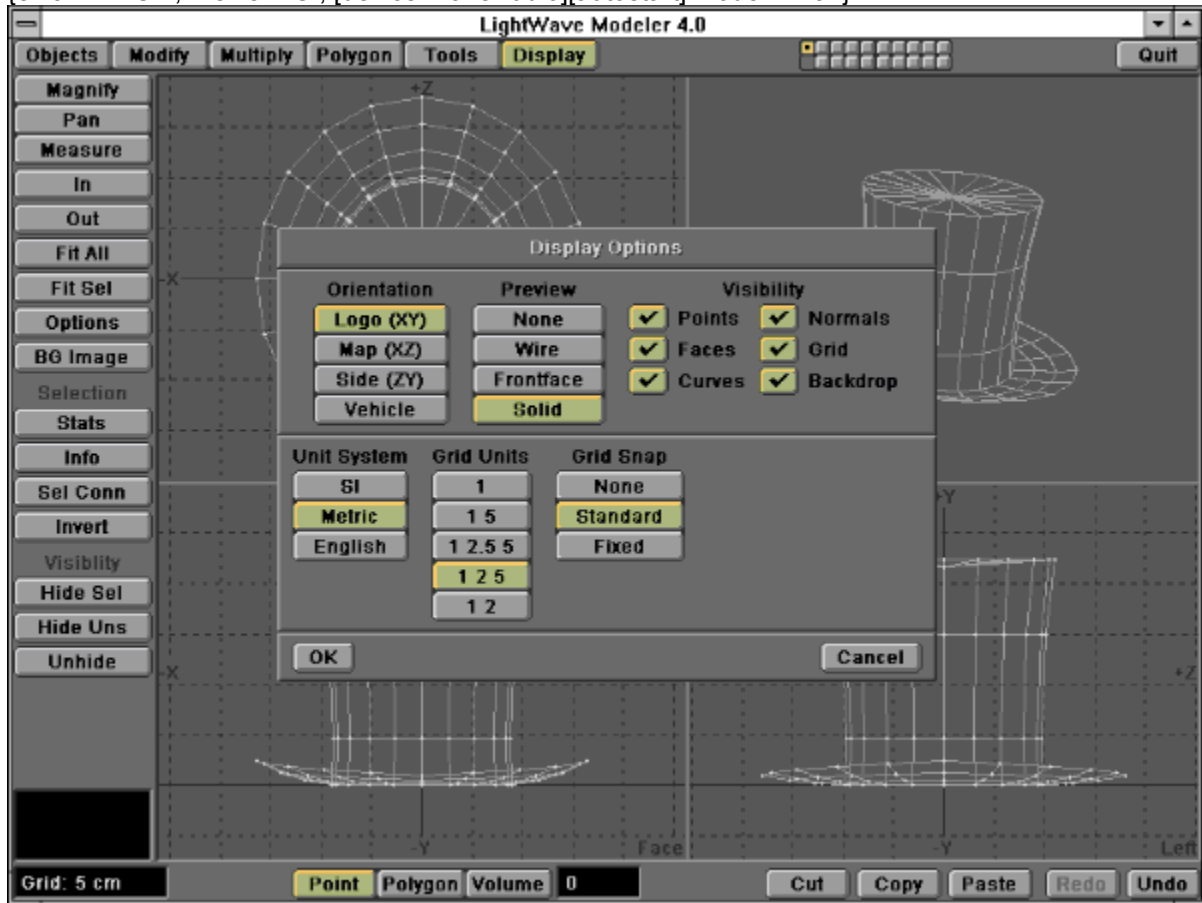 LightWave Modeler 4.0
Objects Modify Multiply Polygon Tools Display Quit
Magnify
Pan
Measure
In
Out
Fit All
Fit Sel
Options
BG Image
Selection
Stats
Info
Sel Conn
Invert
Visiblity
Hide Sel
Hide Uns
Unhide
+Z
-X
Display Options
Orientation Preview Visibility
Logo (XY) None Points Normals
Map (XZ) Wire Faces Grid
Side (ZY) Frontface Curves Backdrop
Vehicle Solid
Unit System Grid Units Grid Snap
SI 1 None
Metric 1 5 Standard
English 1 2.5 5 Fixed
1 2 5
1 2
OK Cancel
+Y
-X +Z
-Y Face -Y Left
Grid: 5 cm Point Polygon Volume 0 Cut Copy Paste Redo Undo